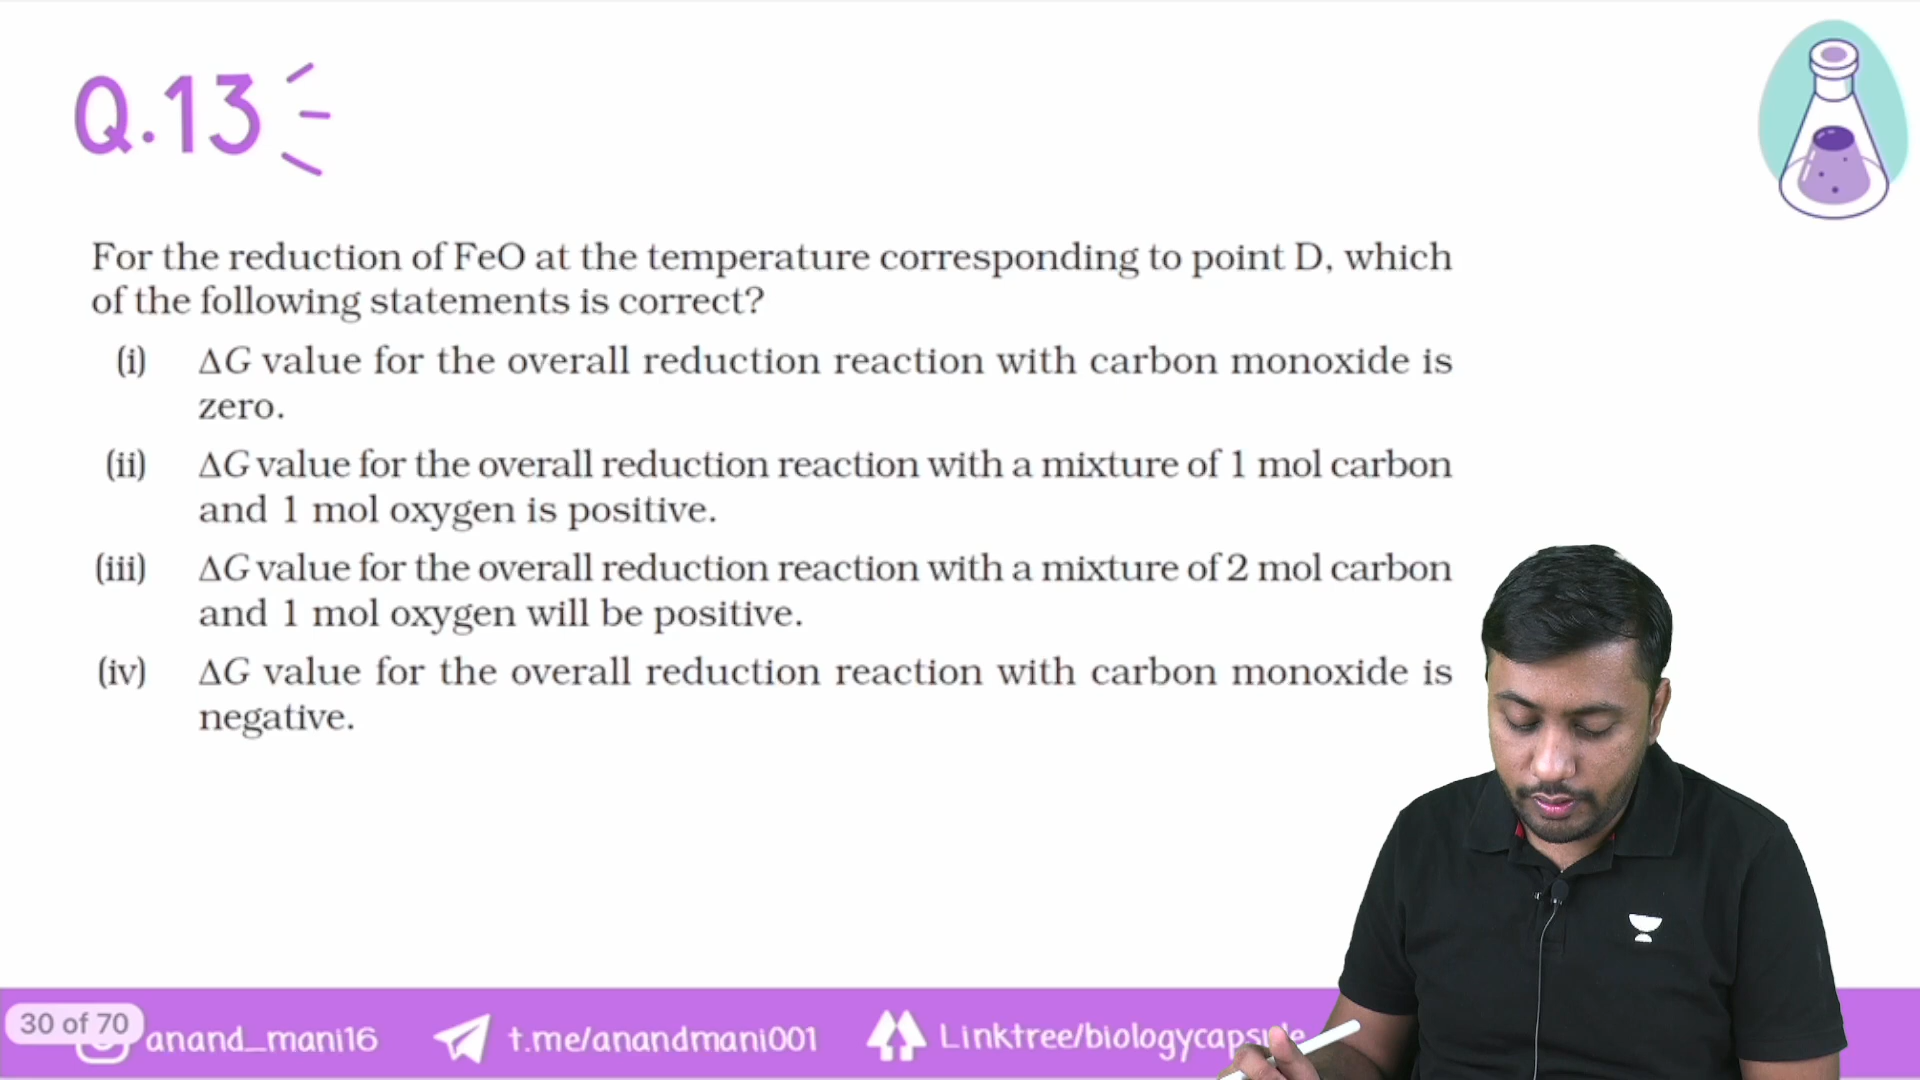 Q.13
For the reduction of FeO at the temperature corresponding to point D, which
of the following statements is correct?
(i) ΔG value for the overall reduction reaction with carbon monoxide is
zero.
(ii) ΔG value for the overall reduction reaction with a mixture of 1 mol carbon
and 1 mol oxygen is positive.
(iii) ΔG value for the overall reduction reaction with a mixture of 2 mol carbon
and 1 mol oxygen will be positive.
(iv) ΔG value for the overall reduction reaction with carbon monoxide is
negative.
30 of 70
anand_mani16 t.me/anandmani001 Linktree/biologycapsule